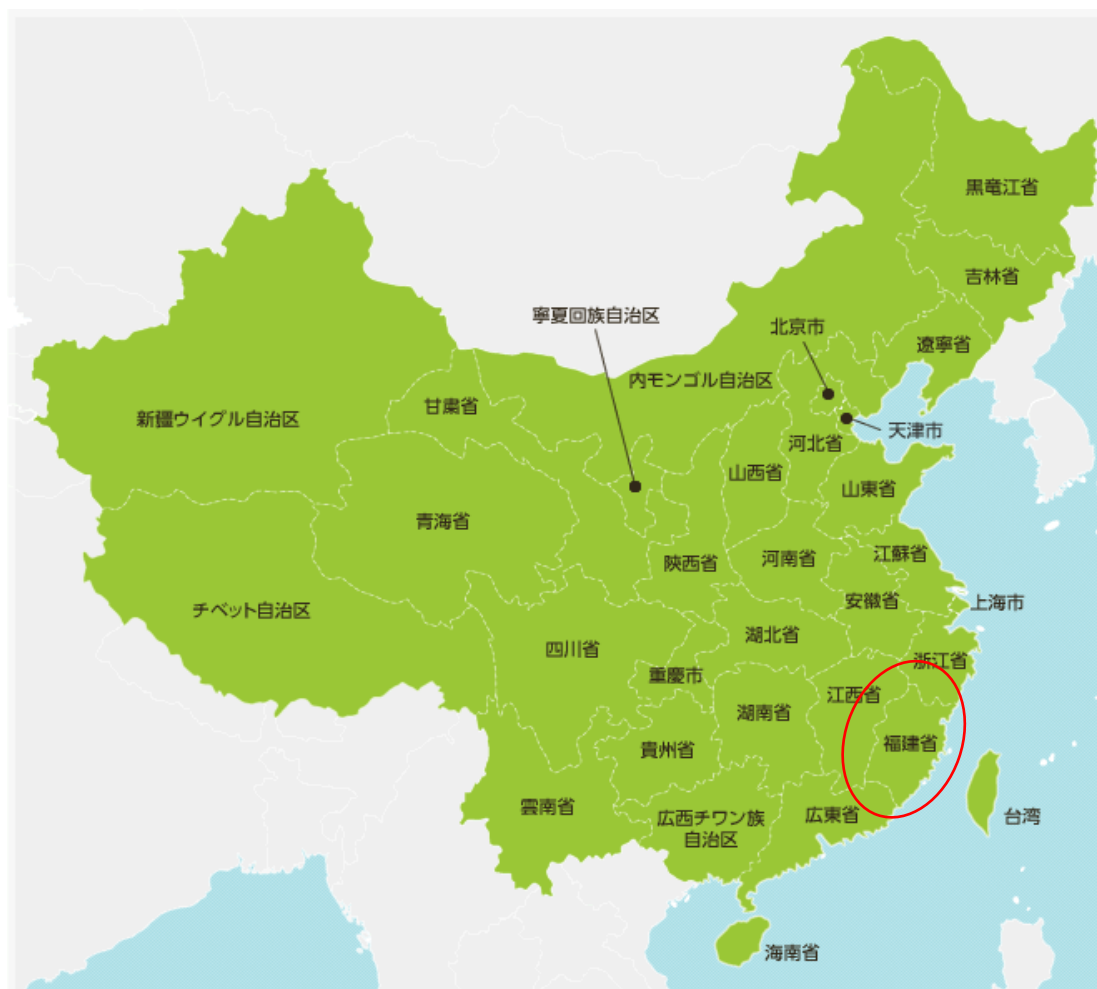 黒竜江省
吉林省
寧夏回族自治区
北京市
遼寧省
内モンゴル自治区
甘粛省
新疆ウイグル自治区
天津市
河北省
山西省
山東省
青海省
江蘇省
河南省
陝西省
安徽省
上海市
チベット自治区
湖北省
四川省
浙江省
重慶市
江西省
湖南省
福建省
貴州省
雲南省
広西チワン族
自治区
広東省
台湾
海南省